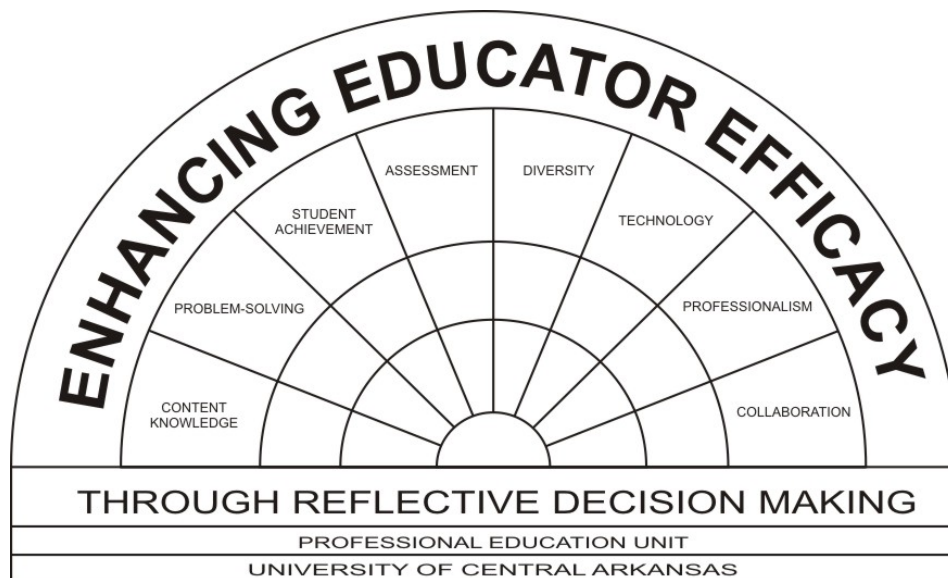 ENHANCING EDUCATOR EFFICACY
ASSESSMENT
DIVERSITY
STUDENT
ACHIEVEMENT
TECHNOLOGY
PROBLEM-SOLVING
PROFESSIONALISM
CONTENT
KNOWLEDGE
COLLABORATION
THROUGH REFLECTIVE DECISION MAKING
PROFESSIONAL EDUCATION UNIT
UNIVERSITY OF CENTRAL ARKANSAS